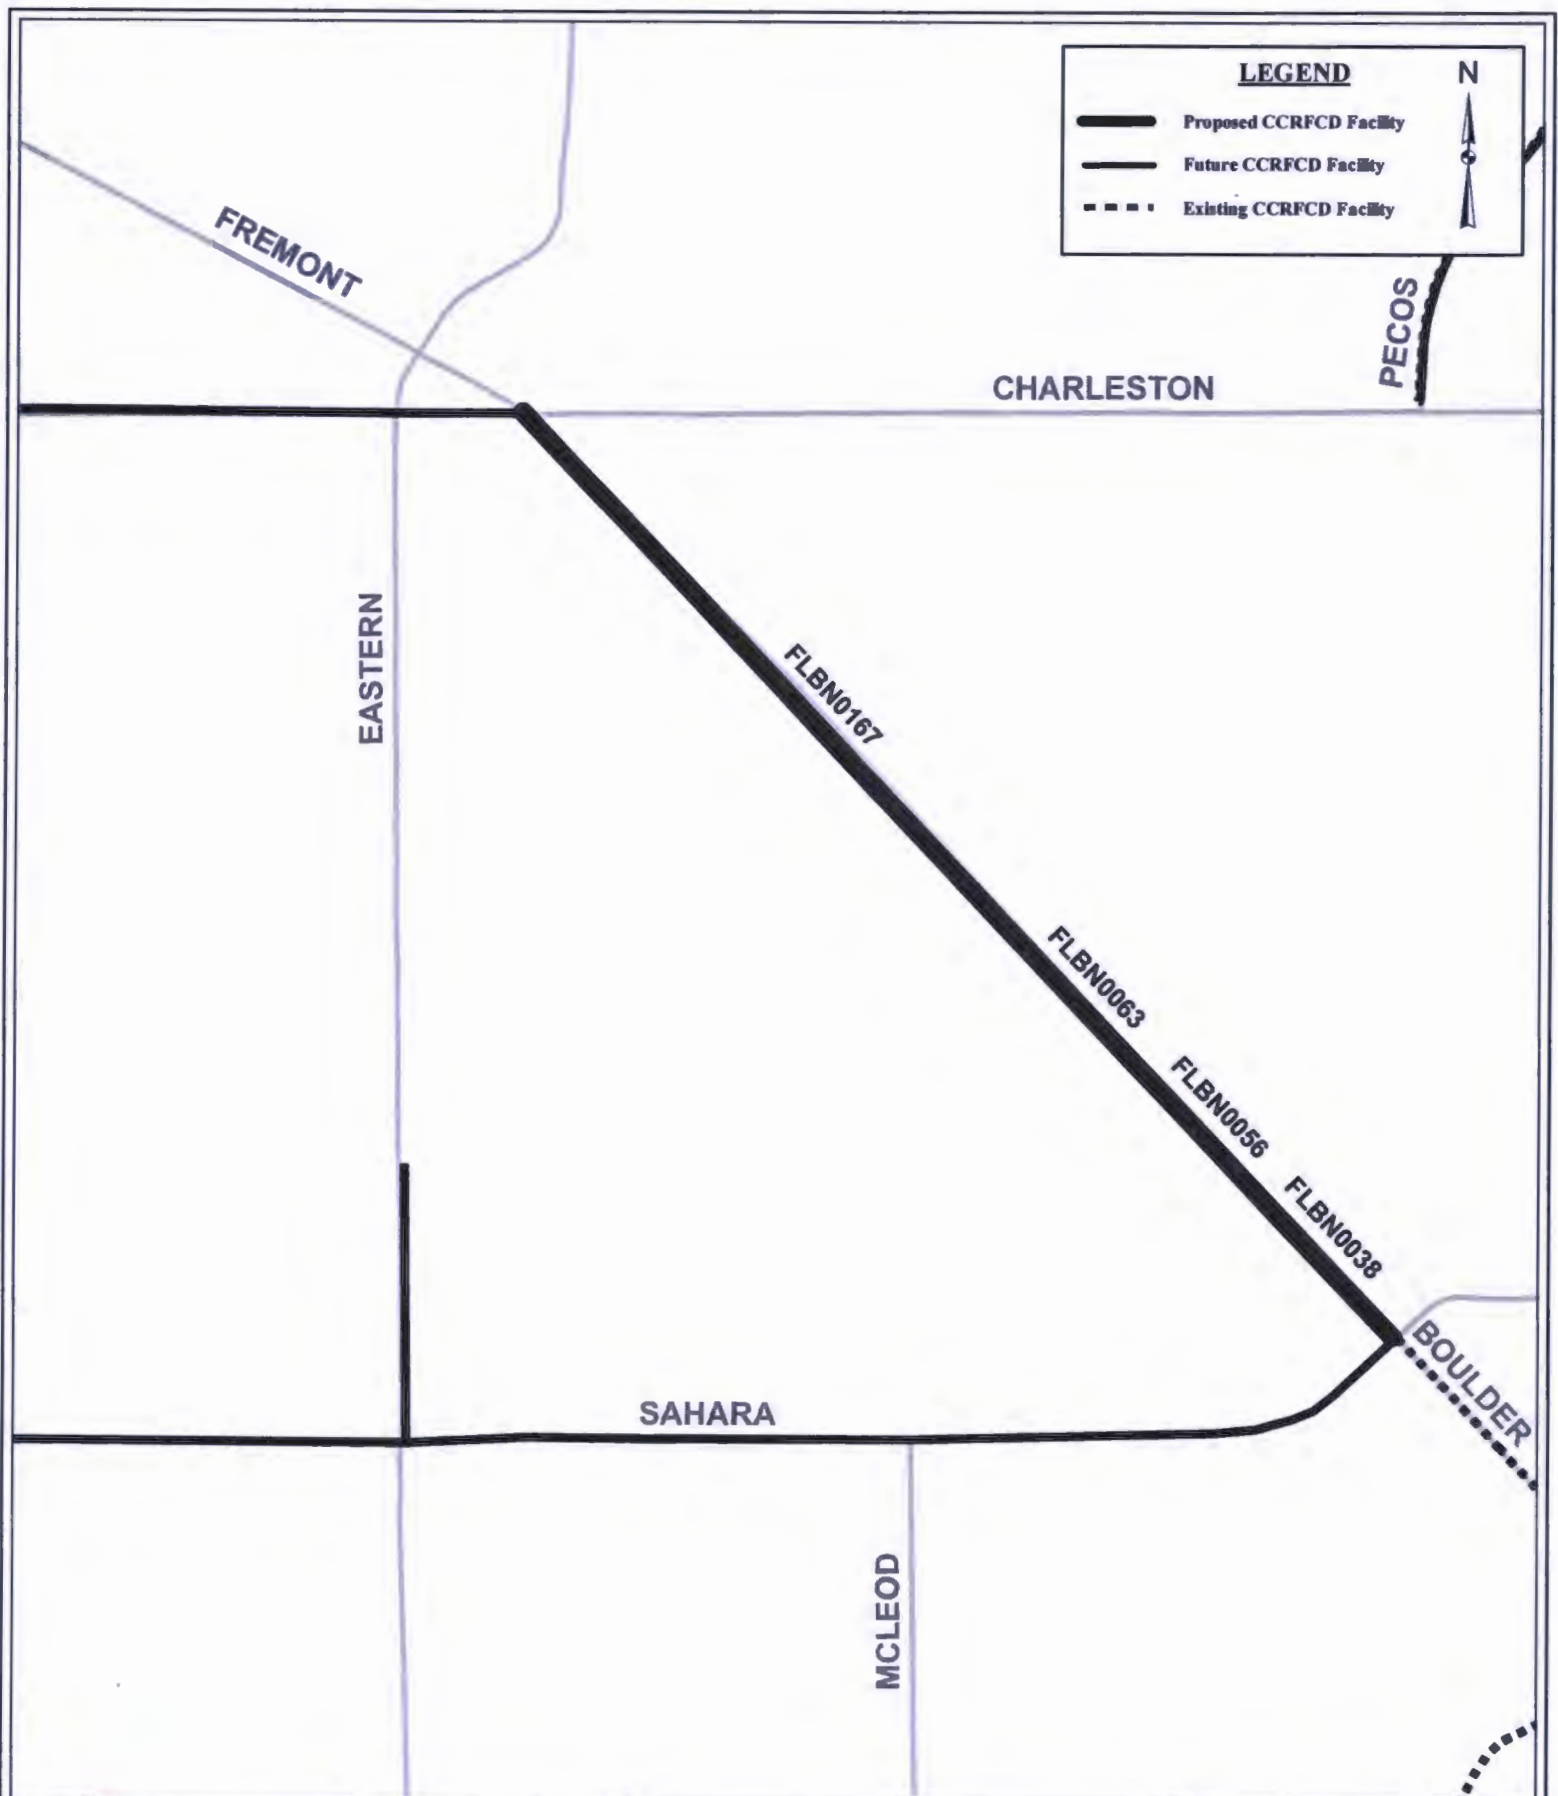 LEGEND
N
Proposed CCRFCD Facility
Future CCRFCD Facility
Existing CCRFCD Facility
FREMONT
PECOS
CHARLESTON
EASTERN
FLBN0167
FLBN0063
FLBN0056
FLBN0038
BOULDER
SAHARA
MCLEOD